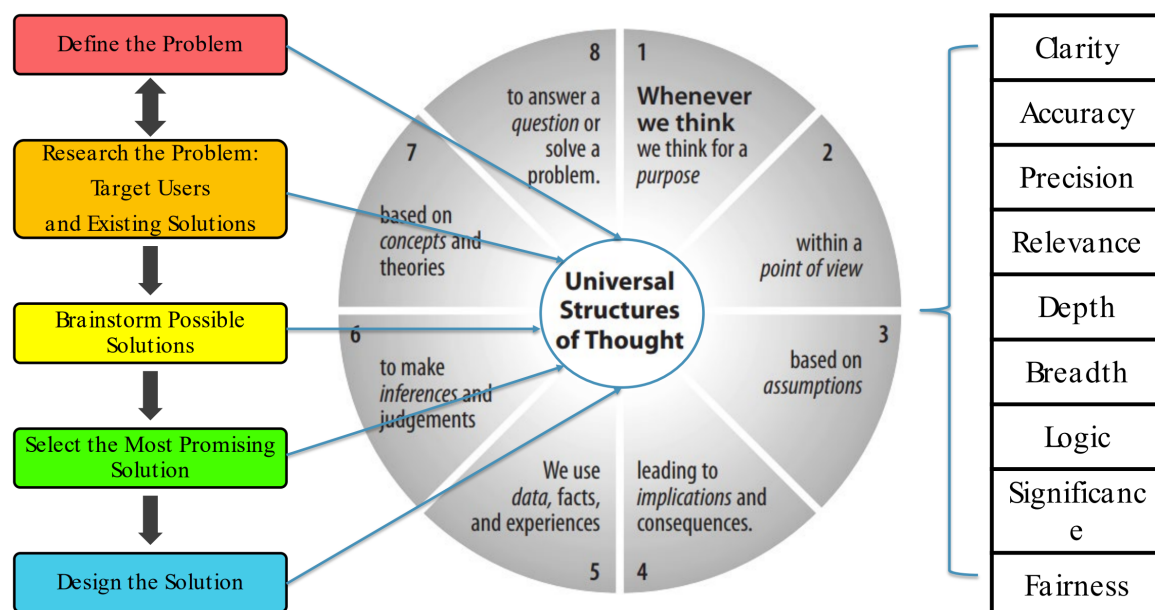 Define the Problem
Research the Problem:
Target Users
and Existing Solutions
Brainstorm Possible
Solutions
Select the Most Promising
Solution
Design the Solution
Universal
Structures
of Thought
1
Whenever
we think
we think for a
purpose
2
within a
point of view
3
based on
assumptions
leading to
implications and
consequences.
4
We use
data, facts,
and experiences
5
6
to make
inferences and
judgements
7
based on
concepts and
theories
8
to answer a
question or
solve a
problem.
Clarity
Accuracy
Precision
Relevance
Depth
Breadth
Logic
Significanc
e
Fairness